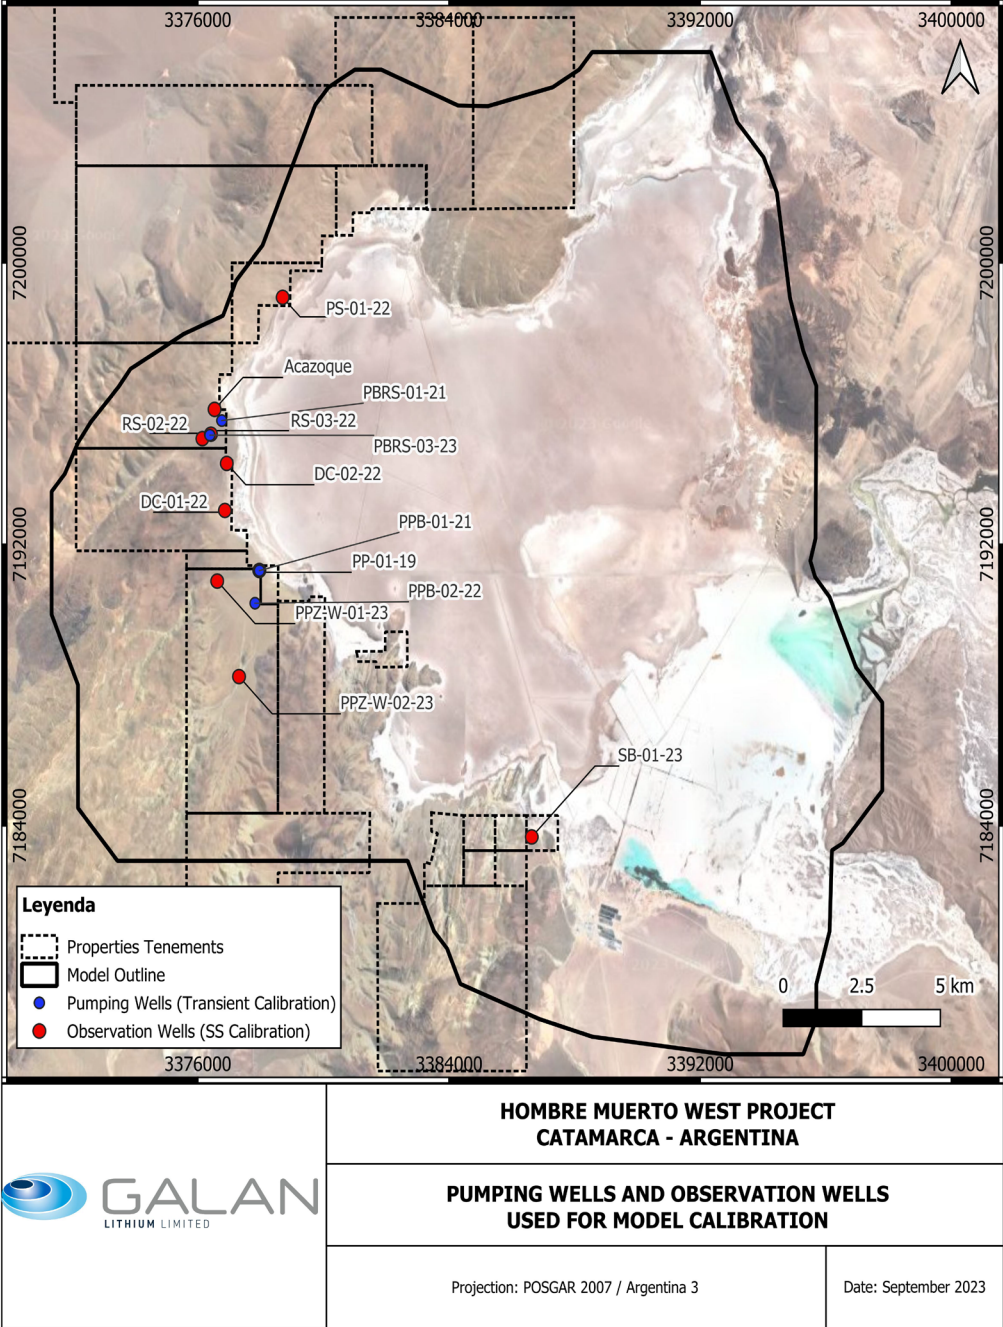 3376000
3384000
3392000
3400000
7200000
7200000
PS-01-22
Acazoque
PBRS-01-21
RS-02-22
RS-03-22
PBRS-03-23
DC-02-22
DC-01-22
PPB-01-21
7192000
7192000
PP-01-19
PPB-02-22
PPZ-W-01-23
PPZ-W-02-23
SB-01-23
7184000
7184000
Leyenda
Properties Tenements
Model Outline
Pumping Wells (Transient Calibration)
Observation Wells (SS Calibration)
0 2.5 5 km
3376000
3384000
3392000
3400000
HOMBRE MUERTO WEST PROJECT
CATAMARCA - ARGENTINA
GALAN
LITHIUM LIMITED
PUMPING WELLS AND OBSERVATION WELLS
USED FOR MODEL CALIBRATION
Projection: POSGAR 2007 / Argentina 3
Date: September 2023